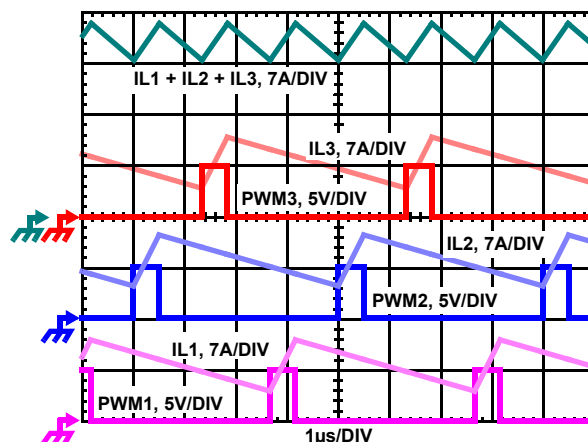 IL1 + IL2 + IL3, 7A/DIV
IL3, 7A/DIV
PWM3, 5V/DIV
IL2, 7A/DIV
PWM2, 5V/DIV
IL1, 7A/DIV
PWM1, 5V/DIV
1µs/DIV